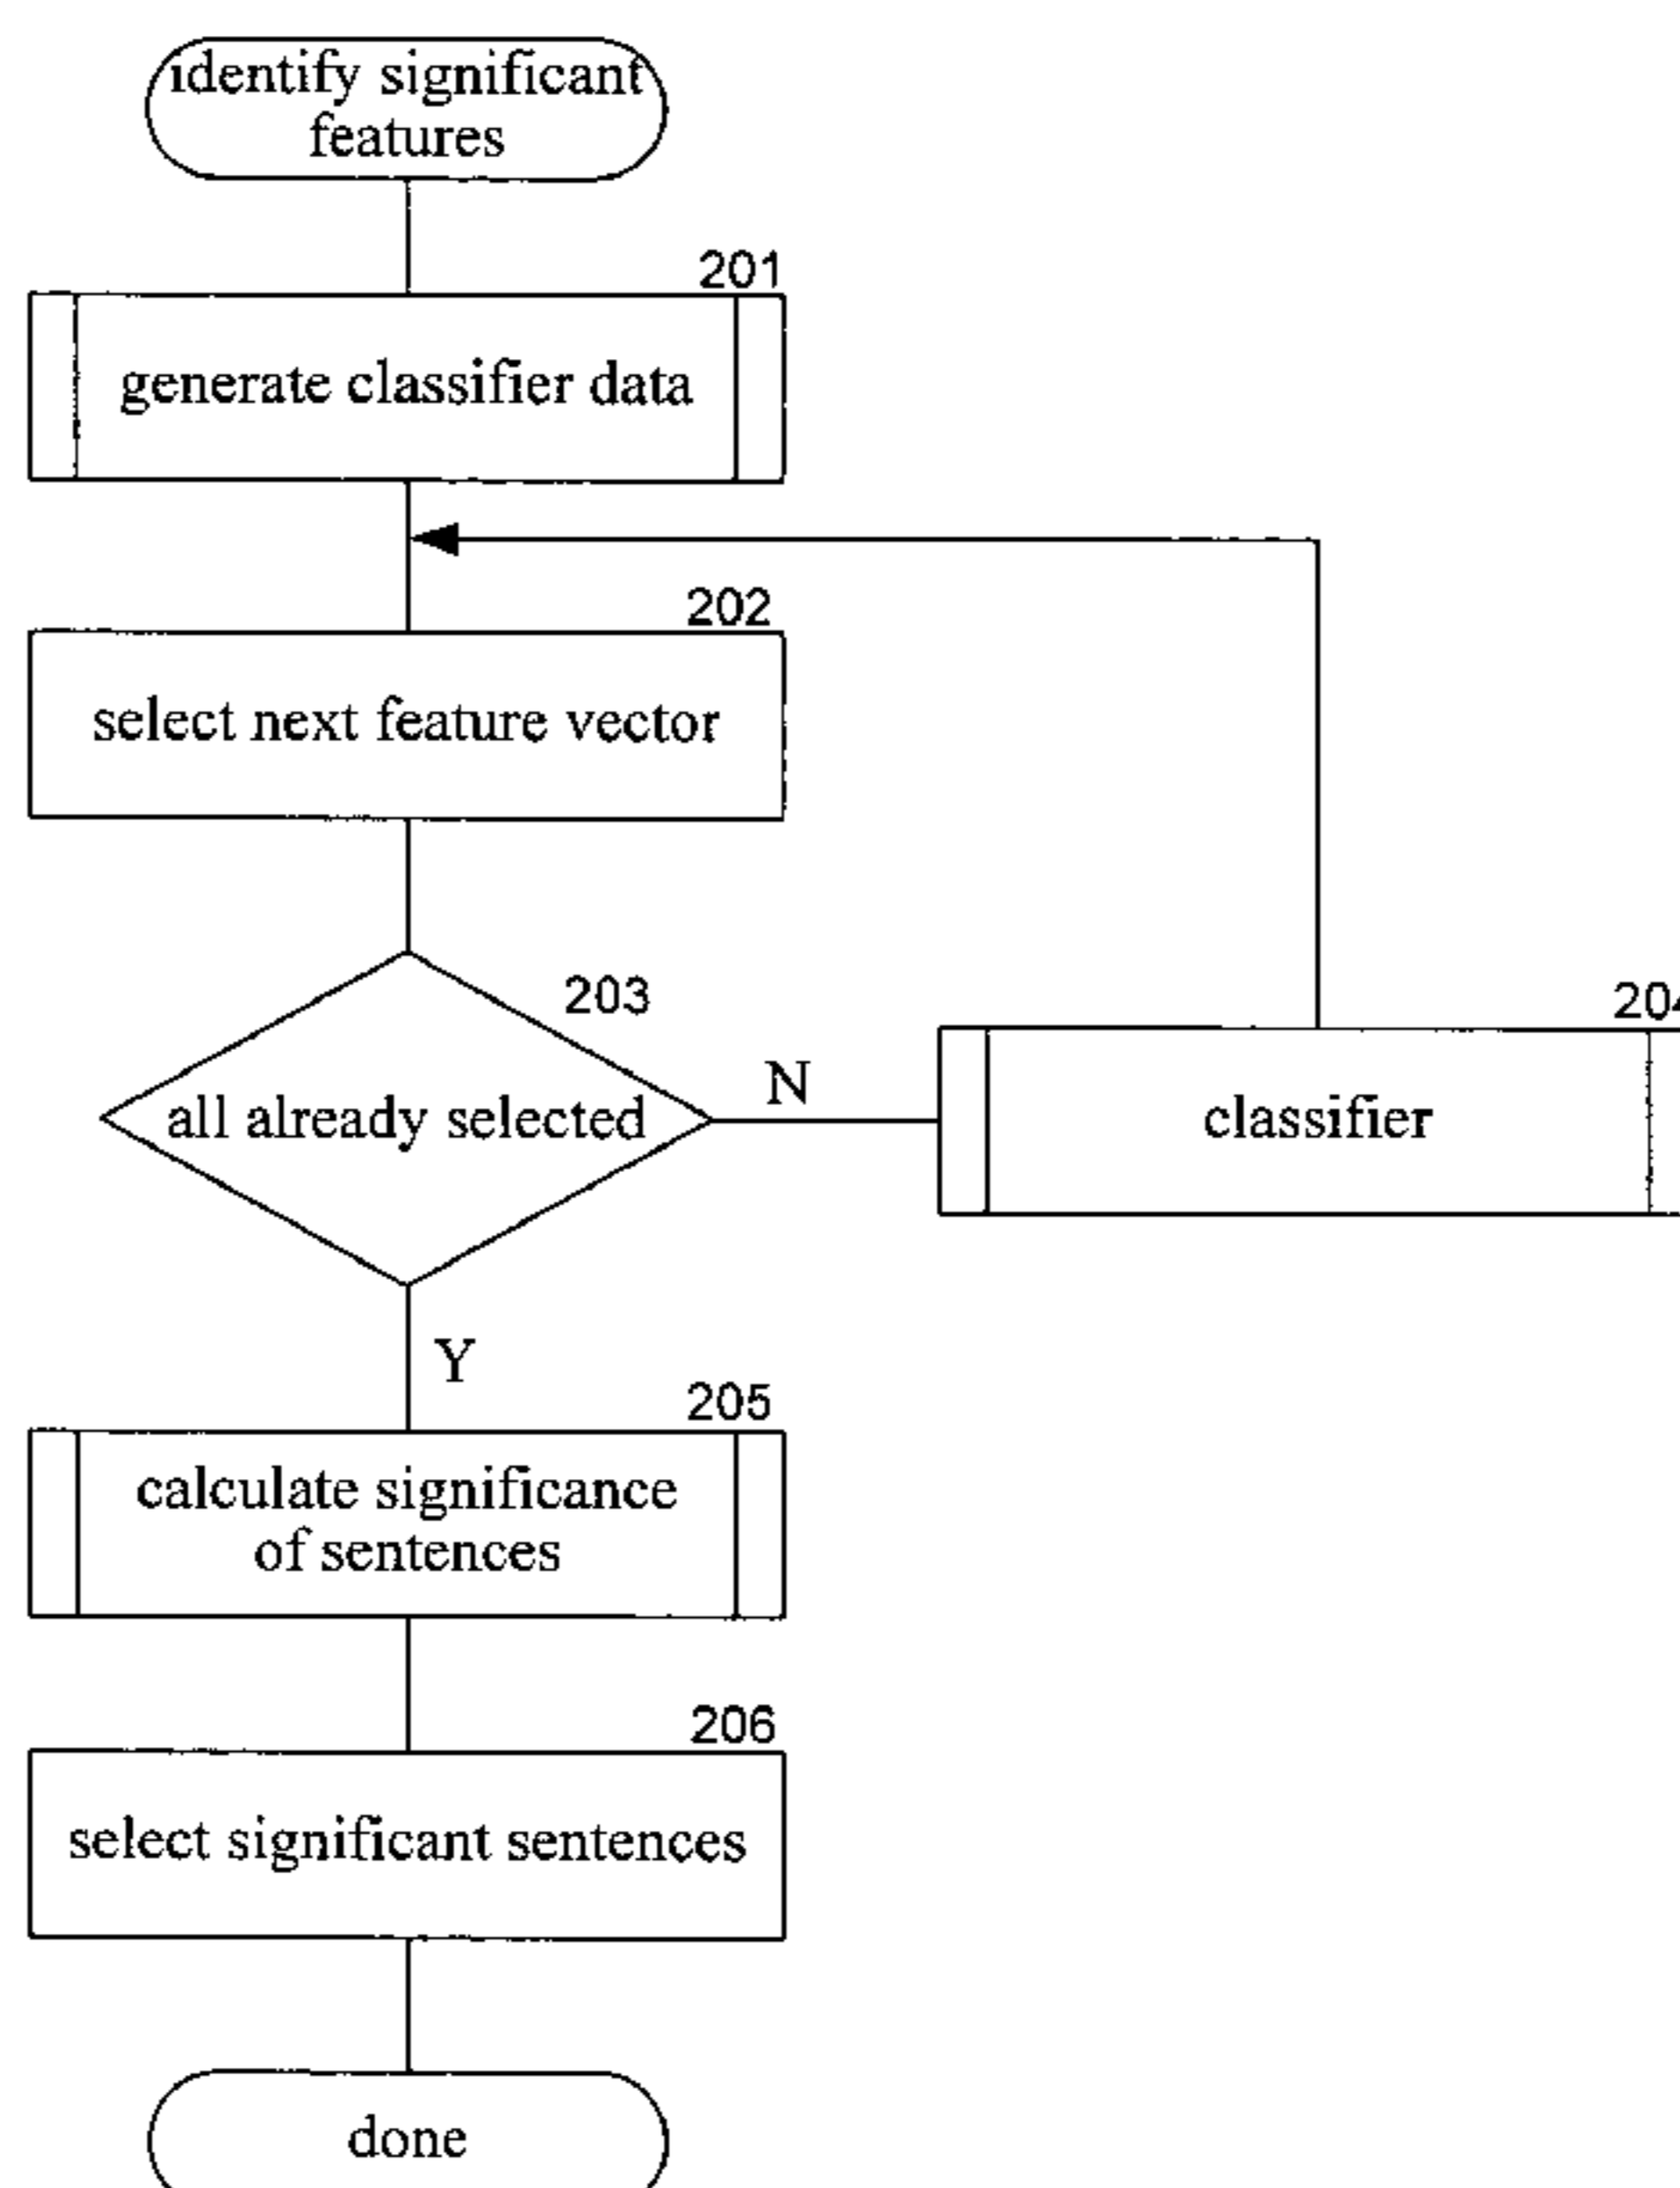 identify significant
features
201
generate classifier data
202
select next feature vector
203
all already selected
N
204
classifier
Y
205
calculate significance
of sentences
206
select significant sentences
done